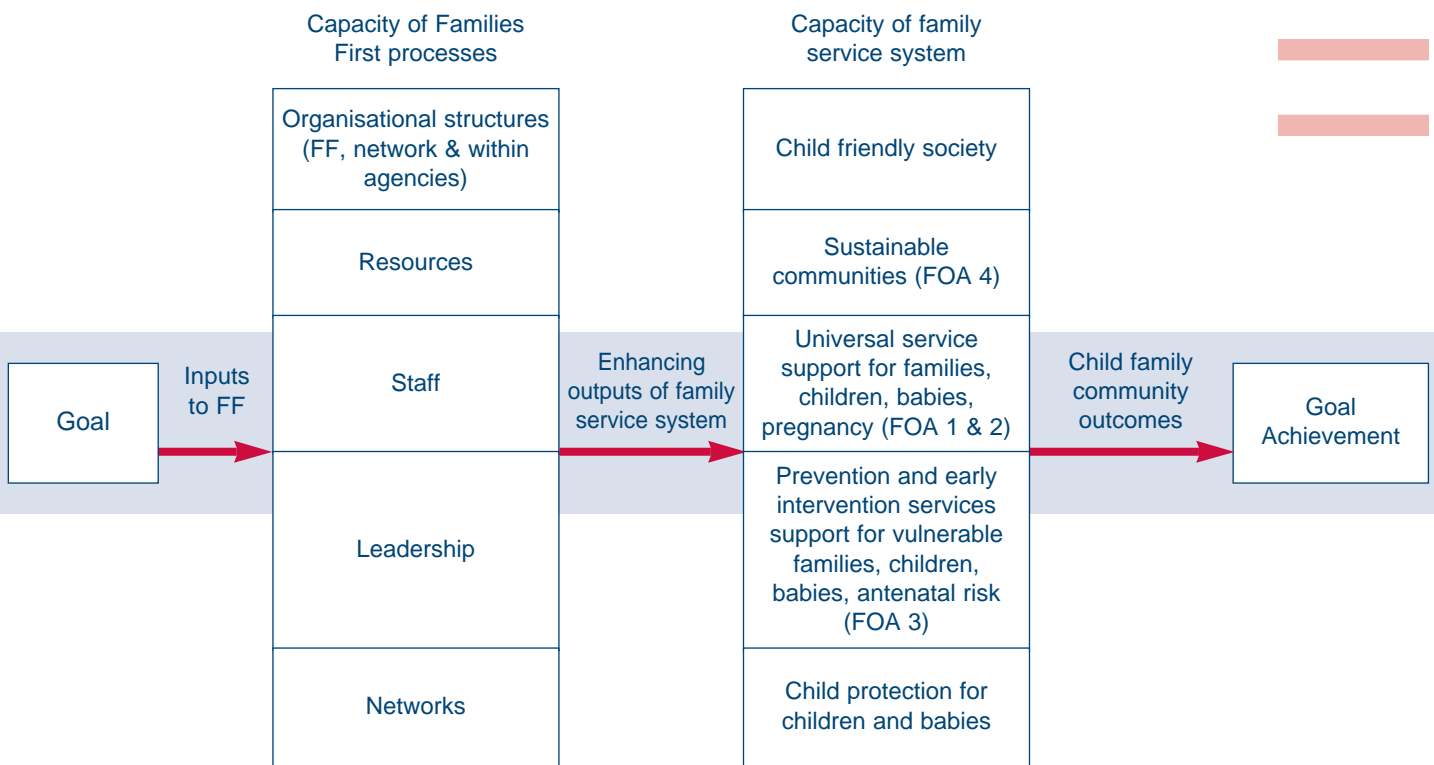 Capacity of Families
First processes
Capacity of family
service system
Organisational structures
(FF, network & within
agencies)
Child friendly society
Resources
Sustainable
communities (FOA 4)
Goal
Inputs
to FF
Staff
Enhancing
outputs of family
service system
Universal service
support for families,
children, babies,
pregnancy (FOA 1 & 2)
Child family
community
outcomes
Goal
Achievement
Leadership
Prevention and early
intervention services
support for vulnerable
families, children,
babies, antenatal risk
(FOA 3)
Networks
Child protection for
children and babies